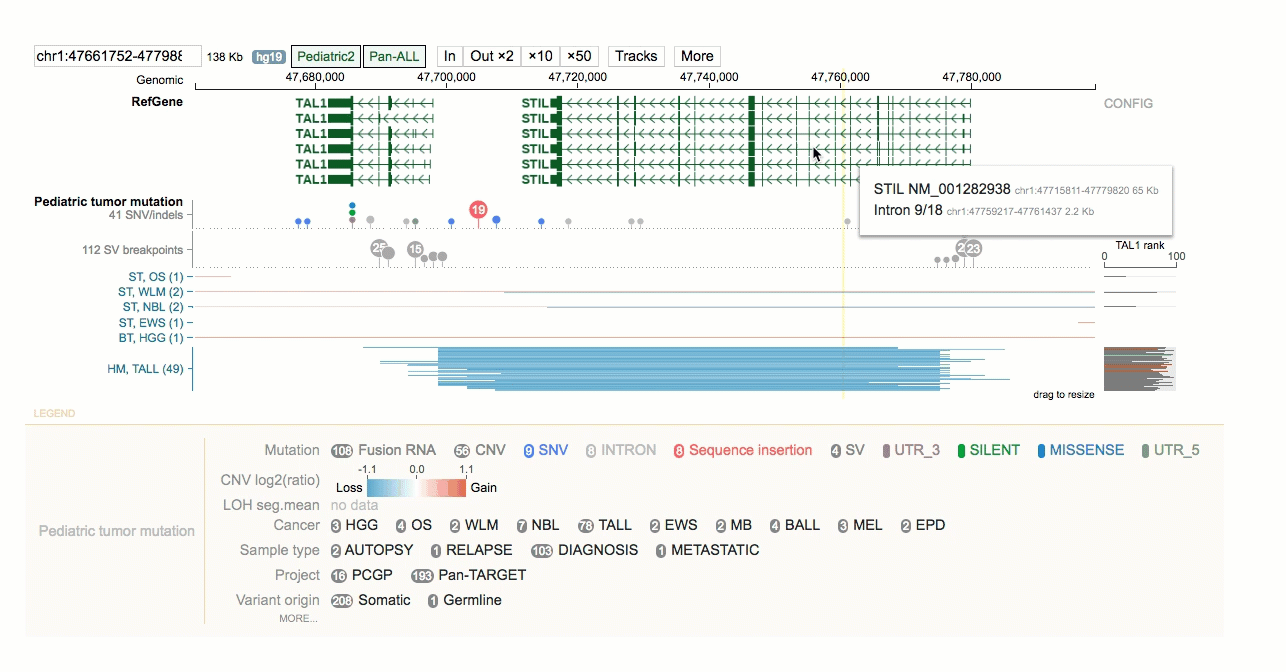 chr1:47661752-47798 138 Kb hg19 Pediatric2 Pan-ALL In Out ×2 ×10 ×50 Tracks More
Genomic 47,680,000 47,700,000 47,720,000 47,740,000 47,760,000 47,780,000
RefGene TAL1 STIL CONFIG
TAL1 STIL
TAL1 STIL
TAL1 STIL
TAL1 STIL
TAL1 STIL
STIL NM_001282938 chr1:47715811-47779820 65 Kb
Intron 9/18 chr1:47759217-47761437 2.2 Kb
Pediatric tumor mutation
41 SNV/indels 19
112 SV breakpoints 25 15 23
TAL1 rank
0 100
ST, OS (1)
ST, WLM (2)
ST, NBL (2)
ST, EWS (1)
BT, HGG (1)
HM, TALL (49)
drag to resize
LEGEND
Pediatric tumor mutation
Mutation 108 Fusion RNA 56 CNV 9 SNV 8 INTRON 8 Sequence insertion 4 SV UTR_3 SILENT MISSENSE UTR_5
-1.1 0.0 1.1
CNV log2(ratio) Loss Gain
LOH seg.mean no data
Cancer 3 HGG 4 OS 2 WLM 7 NBL 78 TALL 2 EWS 2 MB 4 BALL 3 MEL 2 EPD
Sample type 2 AUTOPSY 1 RELAPSE 103 DIAGNOSIS 1 METASTATIC
Project 16 PCGP 193 Pan-TARGET
Variant origin 208 Somatic 1 Germline
MORE...